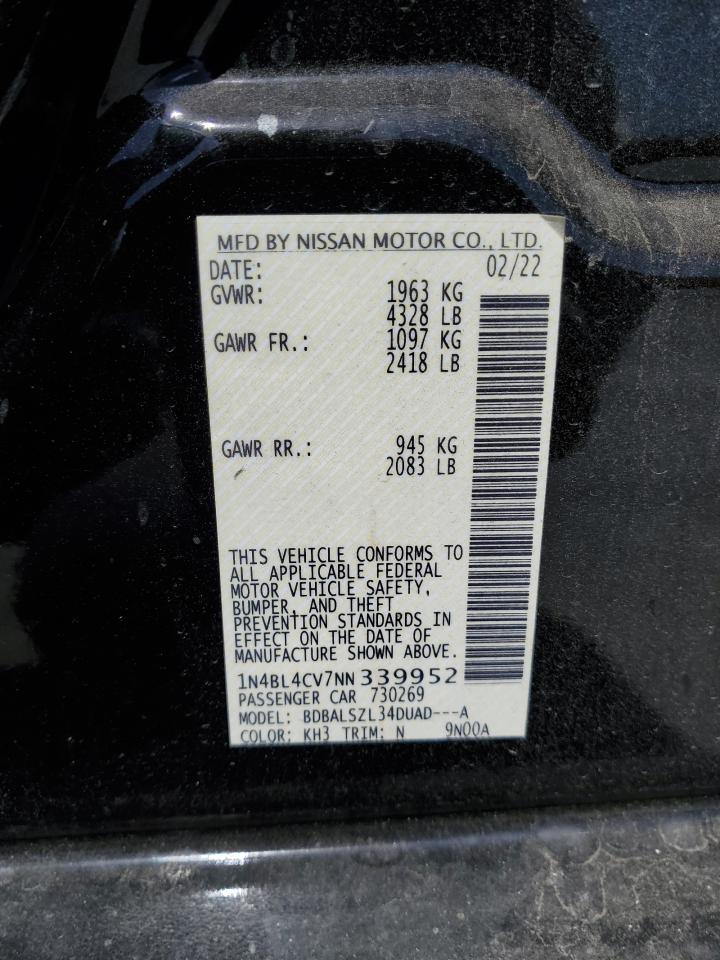 MFD BY NISSAN MOTOR CO., LTD.
DATE: 02/22
GVWR: 1963 KG
4328 LB
GAWR FR.: 1097 KG
2418 LB
GAWR RR.: 945 KG
2083 LB
THIS VEHICLE CONFORMS TO
ALL APPLICABLE FEDERAL
MOTOR VEHICLE SAFETY,
BUMPER, AND THEFT
PREVENTION STANDARDS IN
EFFECT ON THE DATE OF
MANUFACTURE SHOWN ABOVE.
1N4BL4CV7NN 339952
PASSENGER CAR 730269
MODEL: BDBALSZL34DUAD---A
COLOR: KH3 TRIM: N 9N00A